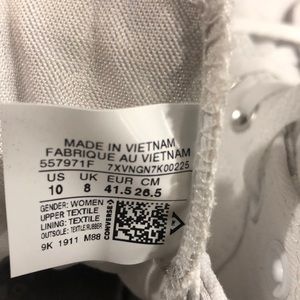 MADE IN VIETNAM
FABRIQUE AU VIETNAM
557971F 7XVNGN7K00225
US UK EUR CM
10 8 41.5 26.5
GENDER: WOMEN
UPPER: TEXTILE
LINING: TEXTILE
OUTSOLE: TEXTILE/RUBBER
9K 1911 M88
CONVERSE